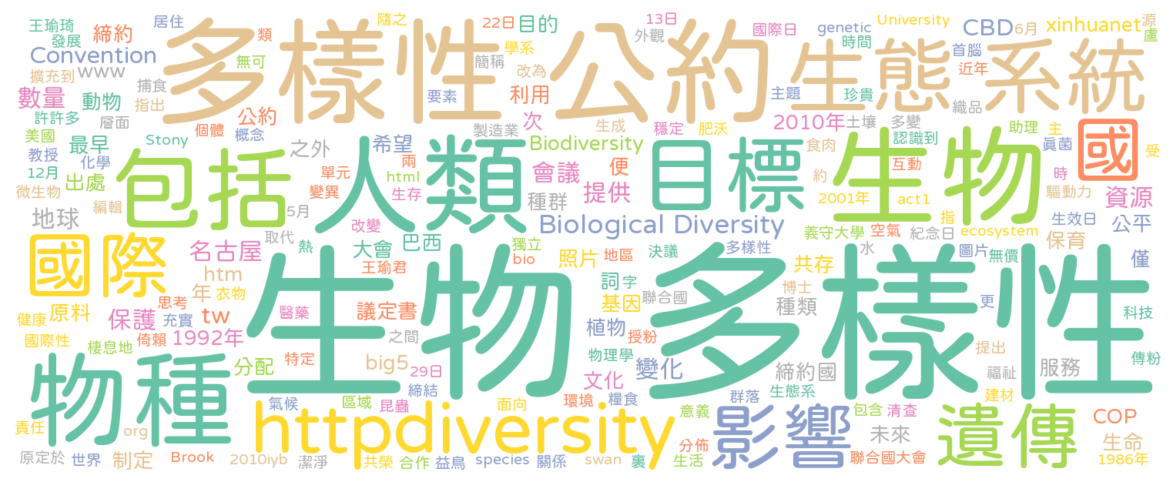 王瑜琦 居住 隨之 22日 目的 13日 國際日 genetic University CBD 6月 xinhuanet 源
發展 締約 類 多樣性 公約 生態系統 學系 外觀 時間 首腦 盧
Convention www 無可 簡稱 改為 近年
擴充到 捕食 要素 利用 主題 珍貴 織品
數量 動物 指出 公約 製造業 次 生成 穩定 肥沃 2010年 土壤 多變 助理 主
許許多 層面 個體 概念 Biodiversity 食肉 認識到 真菌 受
美國 最早 Stony 之外 希望 會議 便 目標 生物 國
教授 化學 包括 人類 兩 單元 html 提供 約 互動 時
12月 出處 變異 生存 種群 2001年 act1 驅動力 資源
微生物 編輯 5月 改變 Biological Diversity 指 生效日 公平
地球 取代 熱 獨立 義守大學 空氣 紀念日 ecosystem 保育
國際 名古屋 大會 巴西 bio 照片 地區 決議 多樣性 水 圖片 無價 僅
htm 王瑜君 生物 多樣性 共存 博士
年 衣物 詞 字 聯合國 種類 更
原料 思考 醫藥 議定書 基因 科技
健康 保護 充實 tw 之間 植物 授粉 提出 傳粉
國際性 倚賴 1992年 物理學
棲息地 分配 特定 big5 文化 變化 締約國 福祉 服務
物種 29日 締結 環境 糧食 群落 生態系 建材
氣候 區域 昆蟲 面向 意義 影響 包含 清查 遺傳 COP
責任 org httpdiversity 分佈 未來 生命
原定於 世界 制定 Brook 2010iyb 潔淨 共榮 合作 益鳥 species 關係 swan 裏 生活 聯合國大會 1986年